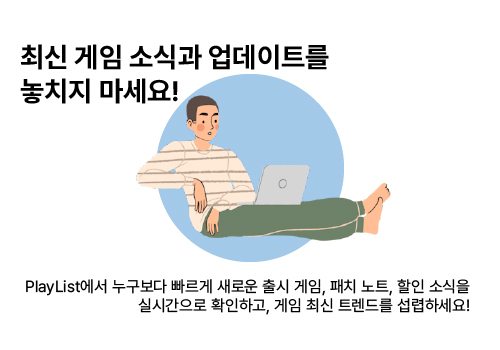 최신 게임 소식과 업데이트를
놓치지 마세요!
PlayList에서 누구보다 빠르게 새로운 출시 게임, 패치 노트, 할인 소식을
실시간으로 확인하고, 게임 최신 트렌드를 섭렵하세요!